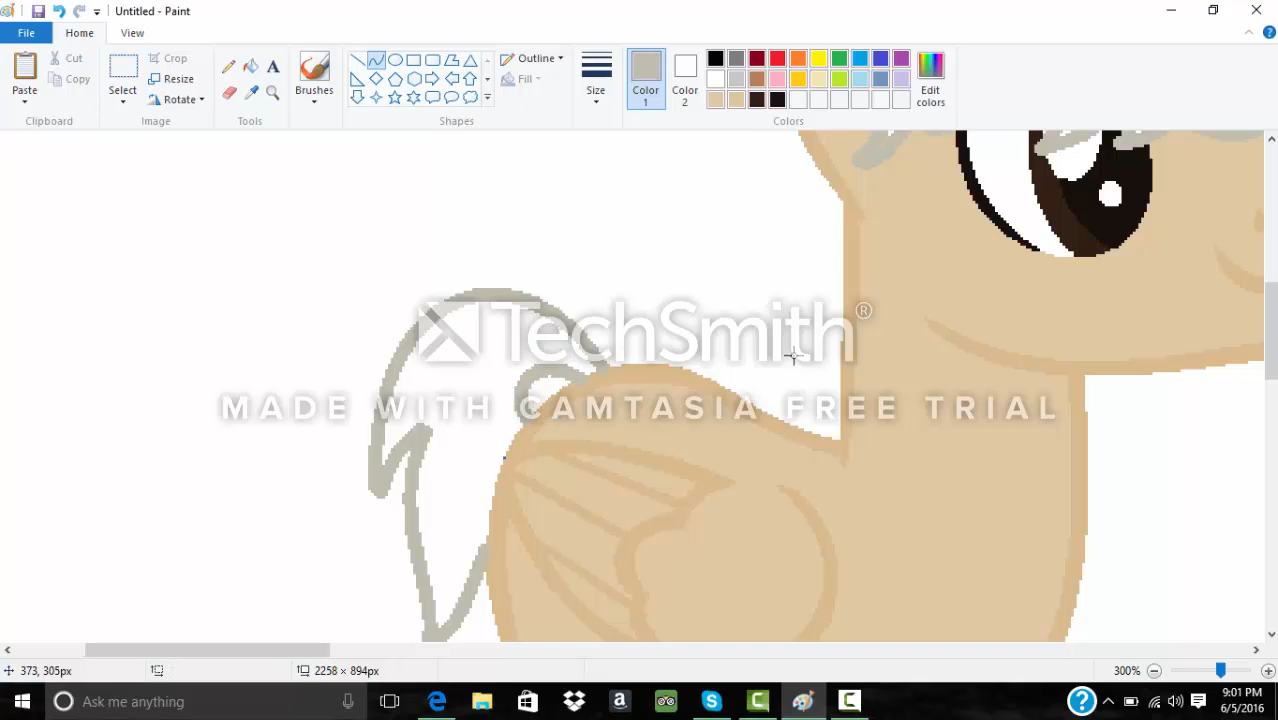 Untitled - Paint
File Home View
Paste
Cut
Copy
Clipboard
Select
Crop
Resize
Rotate
Image
Tools
Brushes
Shapes
Outline
Fill
Size
Color 1
Color 2
Edit colors
Colors
TechSmith®
MADE WITH CAMTASIA FREE TRIAL
373, 305px
2258 × 894px
300%
Ask me anything
9:01 PM
6/5/2016